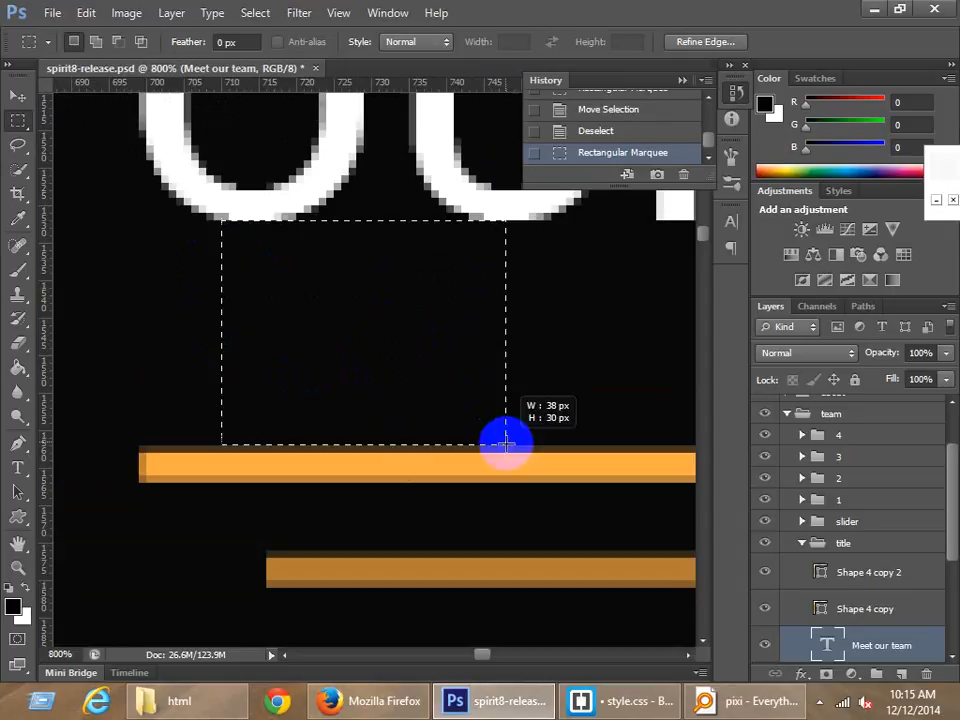 Ps File Edit Image Layer Type Select Filter View Window Help
Feather: 0 px Anti-alias Style: Normal Width: Height: Refine Edge...
spirit8-release.psd @ 800% (Meet our team, RGB/8) *
690 695 700 705 710 715 720 725 730 735 740 745
History
Move Selection
Deselect
Rectangular Marquee
W : 38 px
H : 30 px
Color Swatches
R 0
G 0
B 0
Adjustments Styles
Add an adjustment
Layers Channels Paths
Kind
Normal Opacity: 100%
Lock: Fill: 100%
team
4
3
2
1
slider
title
Shape 4 copy 2
Shape 4 copy
T Meet our team
800% Doc: 26.6M/123.9M
Mini Bridge Timeline
html Mozilla Firefox Ps spirit8-releas... • style.css - B... pixi - Everyth...
10:15 AM
12/12/2014